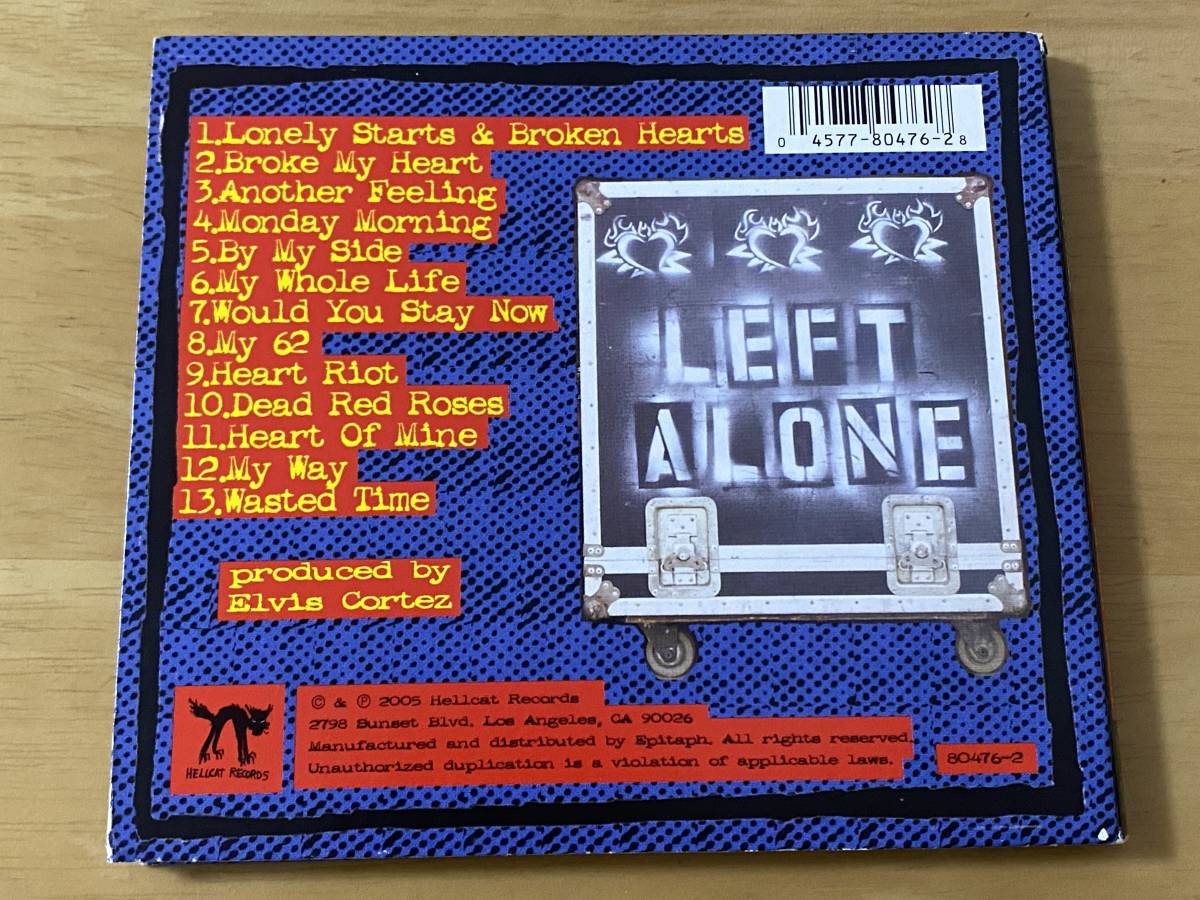 1.Lonely Starts & Broken Hearts
2.Broke My Heart
3.Another Feeling
4.Monday Morning
5.By My Side
6.My Whole Life
7.Would You Stay Now
8.My 62
9.Heart Riot
10.Dead Red Roses
11.Heart Of Mine
12.My Way
13.Wasted Time
produced by
Elvis Cortez
0 4577-80476-2 8
LEFT
ALONE
HELLCAT RECORDS
© & ℗ 2005 Hellcat Records
2798 Sunset Blvd. Los Angeles, CA 90026
Manufactured and distributed by Epitaph. All rights reserved.
Unauthorized duplication is a violation of applicable laws.
80476-2